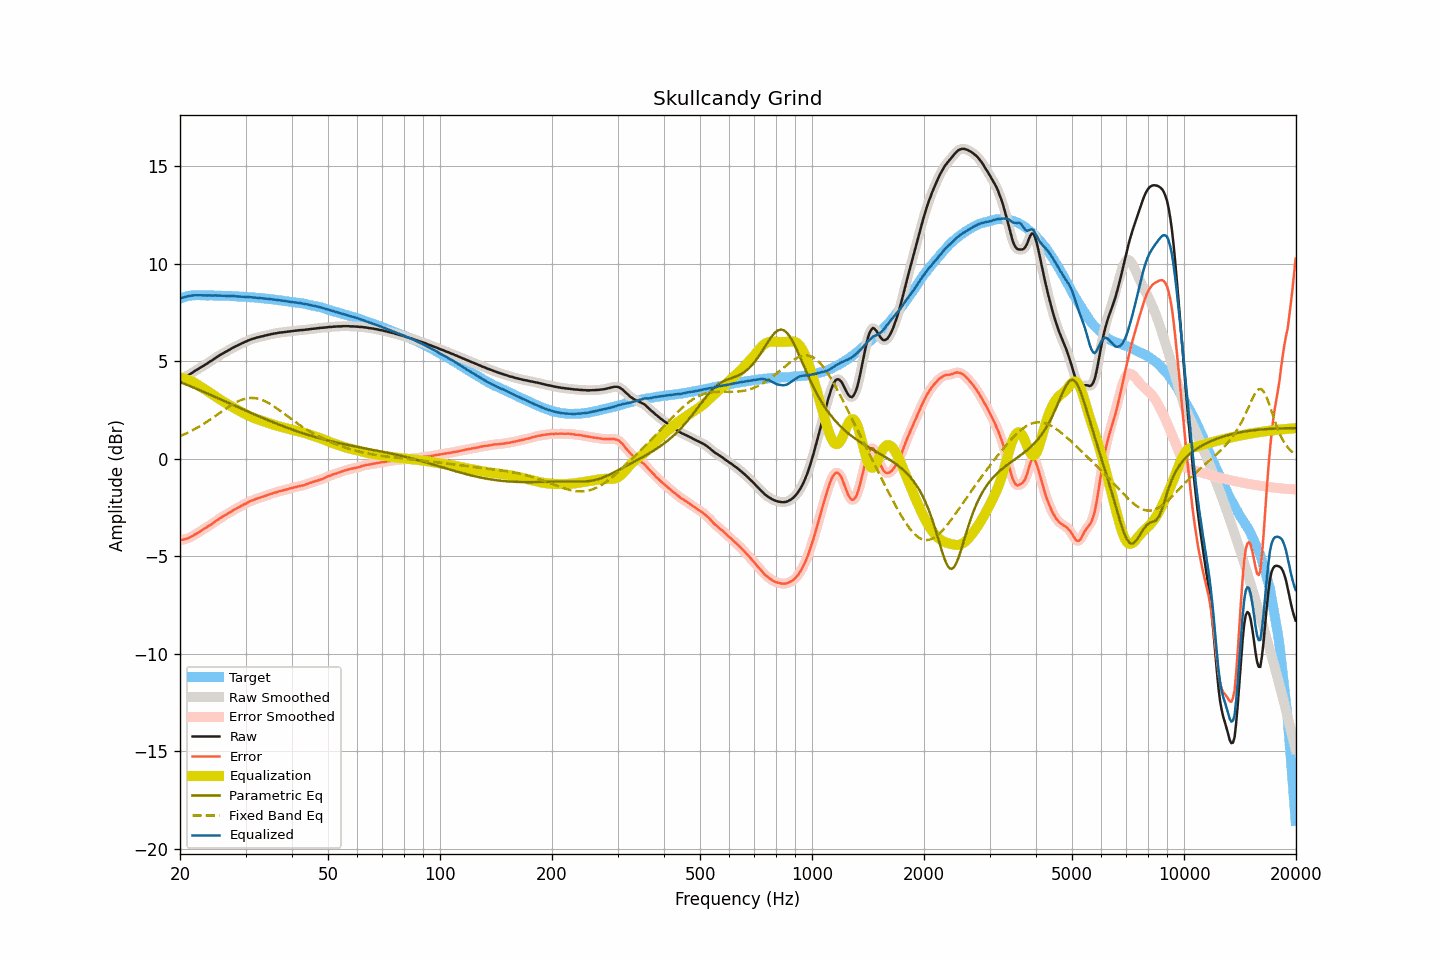 Skullcandy Grind
15
10
5
0
−5
−10
−15
−20
Amplitude (dBr)
Target
Raw Smoothed
Error Smoothed
Raw
Error
Equalization
Parametric Eq
Fixed Band Eq
Equalized
20 50 100 200 500 1000 2000 5000 10000 20000
Frequency (Hz)